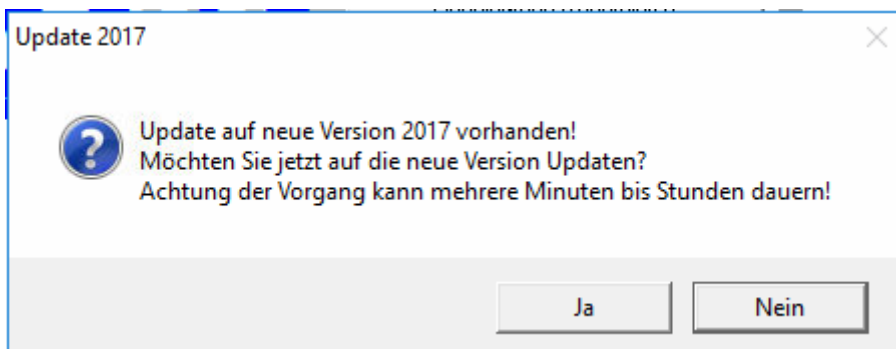 Update 2017
Update auf neue Version 2017 vorhanden!
Möchten Sie jetzt auf die neue Version Updaten?
Achtung der Vorgang kann mehrere Minuten bis Stunden dauern!
Ja
Nein